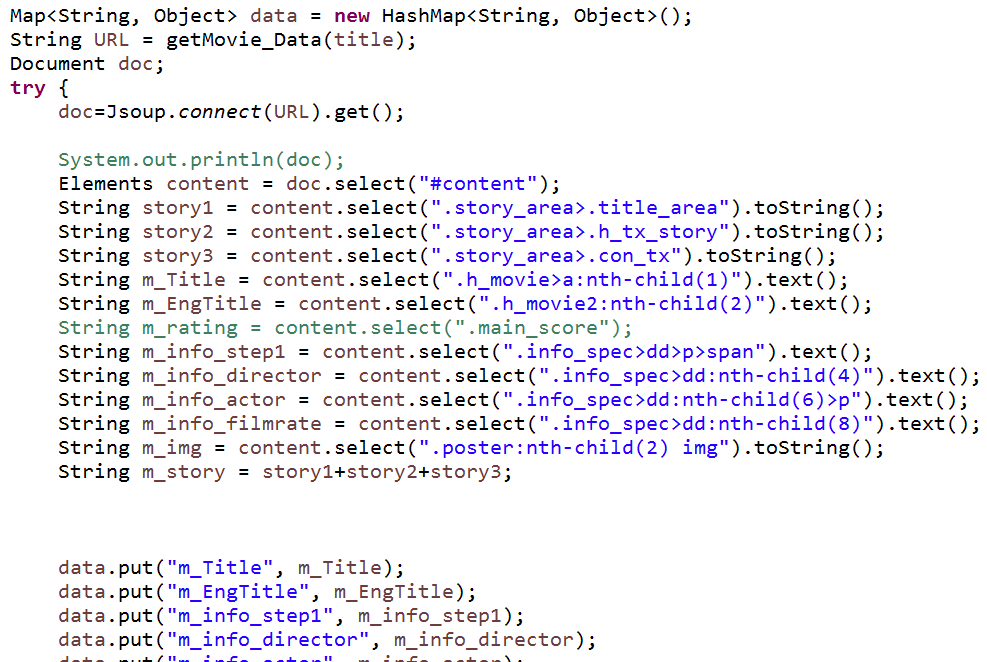 Map<String, Object> data = new HashMap<String, Object>();
String URL = getMovie_Data(title);
Document doc;
try {
    doc=Jsoup.connect(URL).get();
    System.out.println(doc);
    Elements content = doc.select("#content");
    String story1 = content.select(".story_area>.title_area").toString();
    String story2 = content.select(".story_area>.h_tx_story").toString();
    String story3 = content.select(".story_area>.con_tx").toString();
    String m_Title = content.select(".h_movie>a:nth-child(1)").text();
    String m_EngTitle = content.select(".h_movie2:nth-child(2)").text();
    String m_rating = content.select(".main_score");
    String m_info_step1 = content.select(".info_spec>dd>p>span").text();
    String m_info_director = content.select(".info_spec>dd:nth-child(4)").text();
    String m_info_actor = content.select(".info_spec>dd:nth-child(6)>p").text();
    String m_info_filmrate = content.select(".info_spec>dd:nth-child(8)").text();
    String m_img = content.select(".poster:nth-child(2) img").toString();
    String m_story = story1+story2+story3;
    data.put("m_Title", m_Title);
    data.put("m_EngTitle", m_EngTitle);
    data.put("m_info_step1", m_info_step1);
    data.put("m_info_director", m_info_director);
    data.put("m_info_actor", m_info_actor);